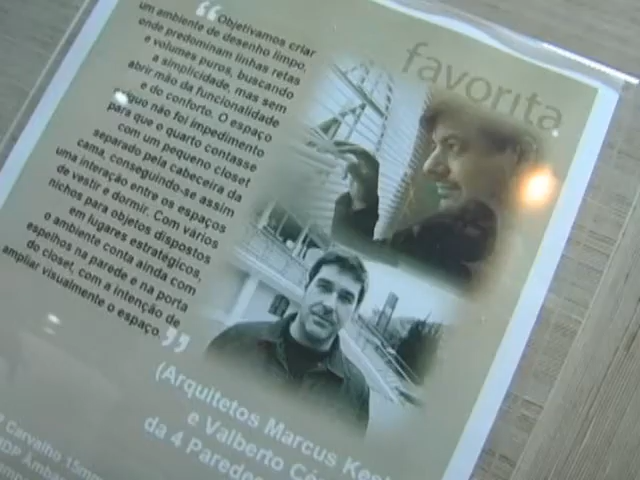 favorita
“Objetivamos criar
um ambiente de desenho limpo,
onde predominam linhas retas
e volumes puros, buscando
a simplicidade, mas sem
abrir mão da funcionalidade
e do conforto. O espaço
exíguo não foi impedimento
para que o quarto contasse
com um pequeno closet
separado pela cabeceira da
cama, conseguindo-se assim
uma interação entre os espaços
de vestir e dormir. Com vários
nichos para objetos dispostos
em lugares estratégicos,
o ambiente conta ainda com
espelhos na parede e na porta
do closet, com a intenção de
ampliar visualmente o espaço.”
(Arquitetos Marcus
e Valberto
da 4
Carvalho 15mm